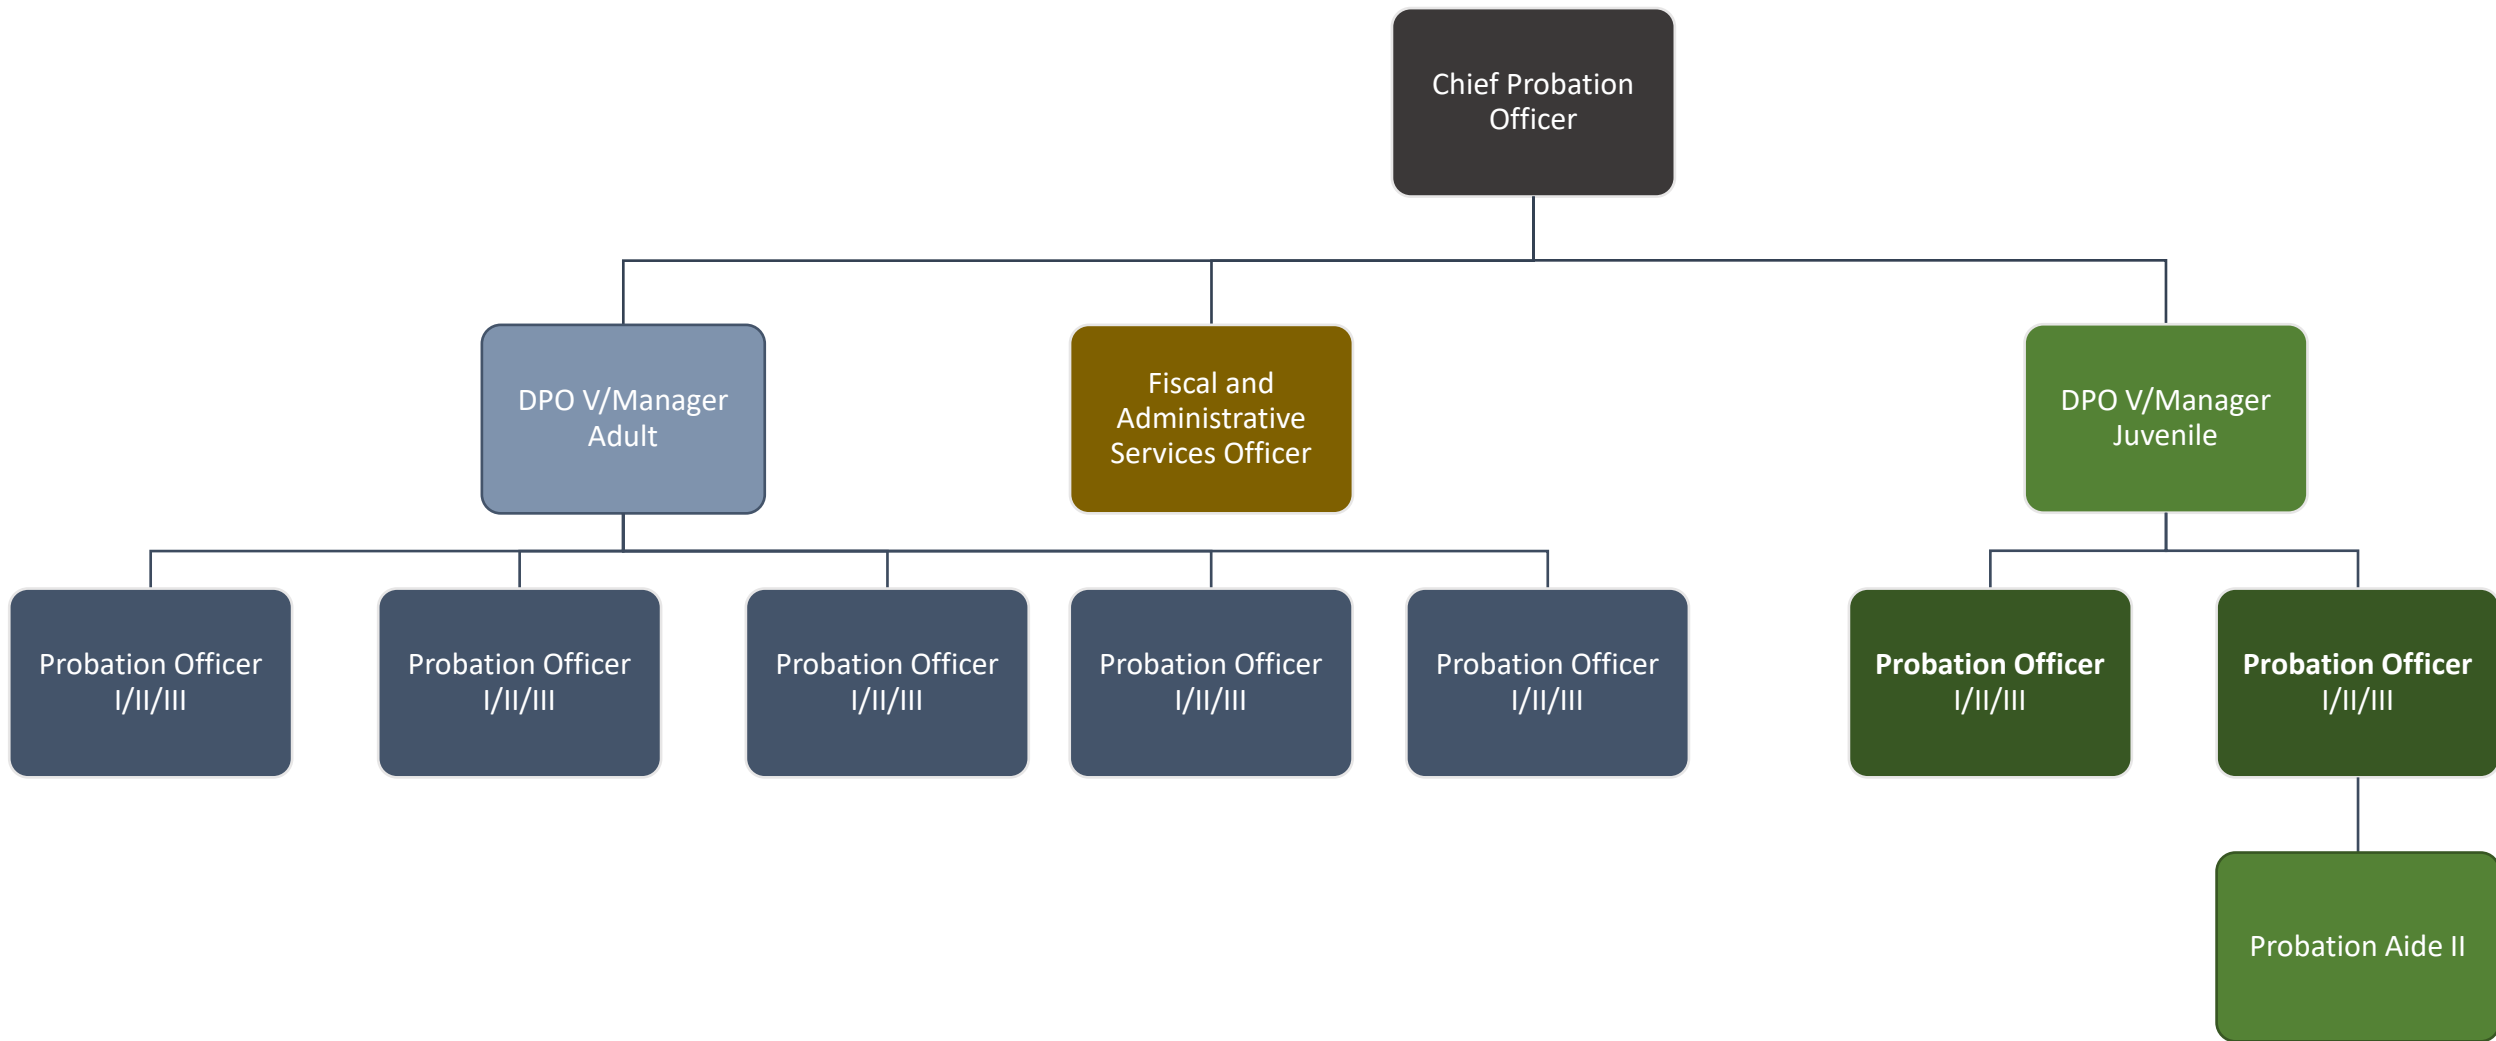 Chief Probation
Officer
DPO V/Manager
Adult
Fiscal and
Administrative
Services Officer
DPO V/Manager
Juvenile
Probation Officer
I/II/III
Probation Officer
I/II/III
Probation Officer
I/II/III
Probation Officer
I/II/III
Probation Officer
I/II/III
Probation Officer
I/II/III
Probation Officer
I/II/III
Probation Aide II